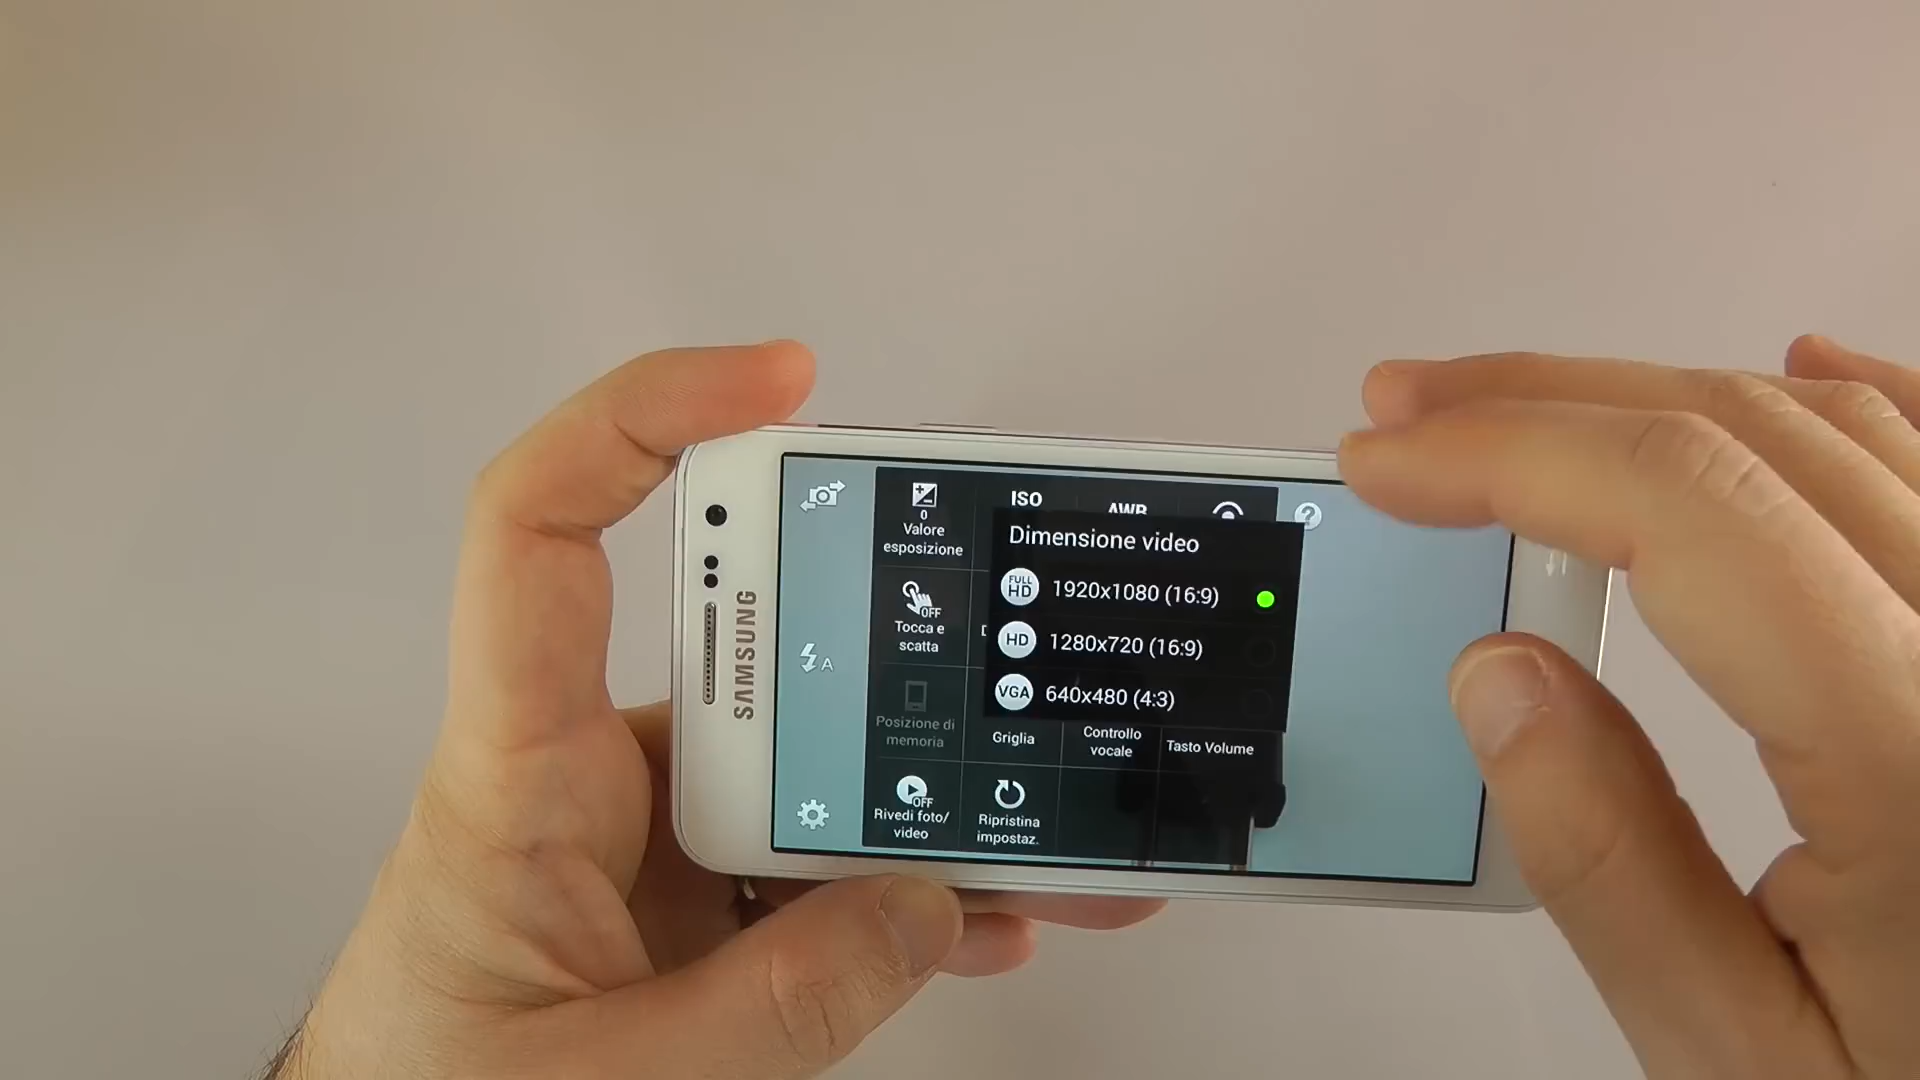 SAMSUNG
0
Valore
esposizione
ISO
AWB
?
Dimensione video
FULL
HD
1920x1080 (16:9)
HD
1280x720 (16:9)
VGA
640x480 (4:3)
OFF
Tocca e
scatta
A
Posizione di
memoria
Griglia
Controllo
vocale
Tasto Volume
OFF
Rivedi foto/
video
Ripristina
impostaz.